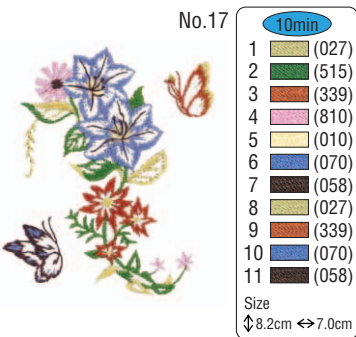 No.17
10min
1 (027)
2 (515)
3 (339)
4 (810)
5 (010)
6 (070)
7 (058)
8 (027)
9 (339)
10 (070)
11 (058)
Size
↕8.2cm ↔7.0cm